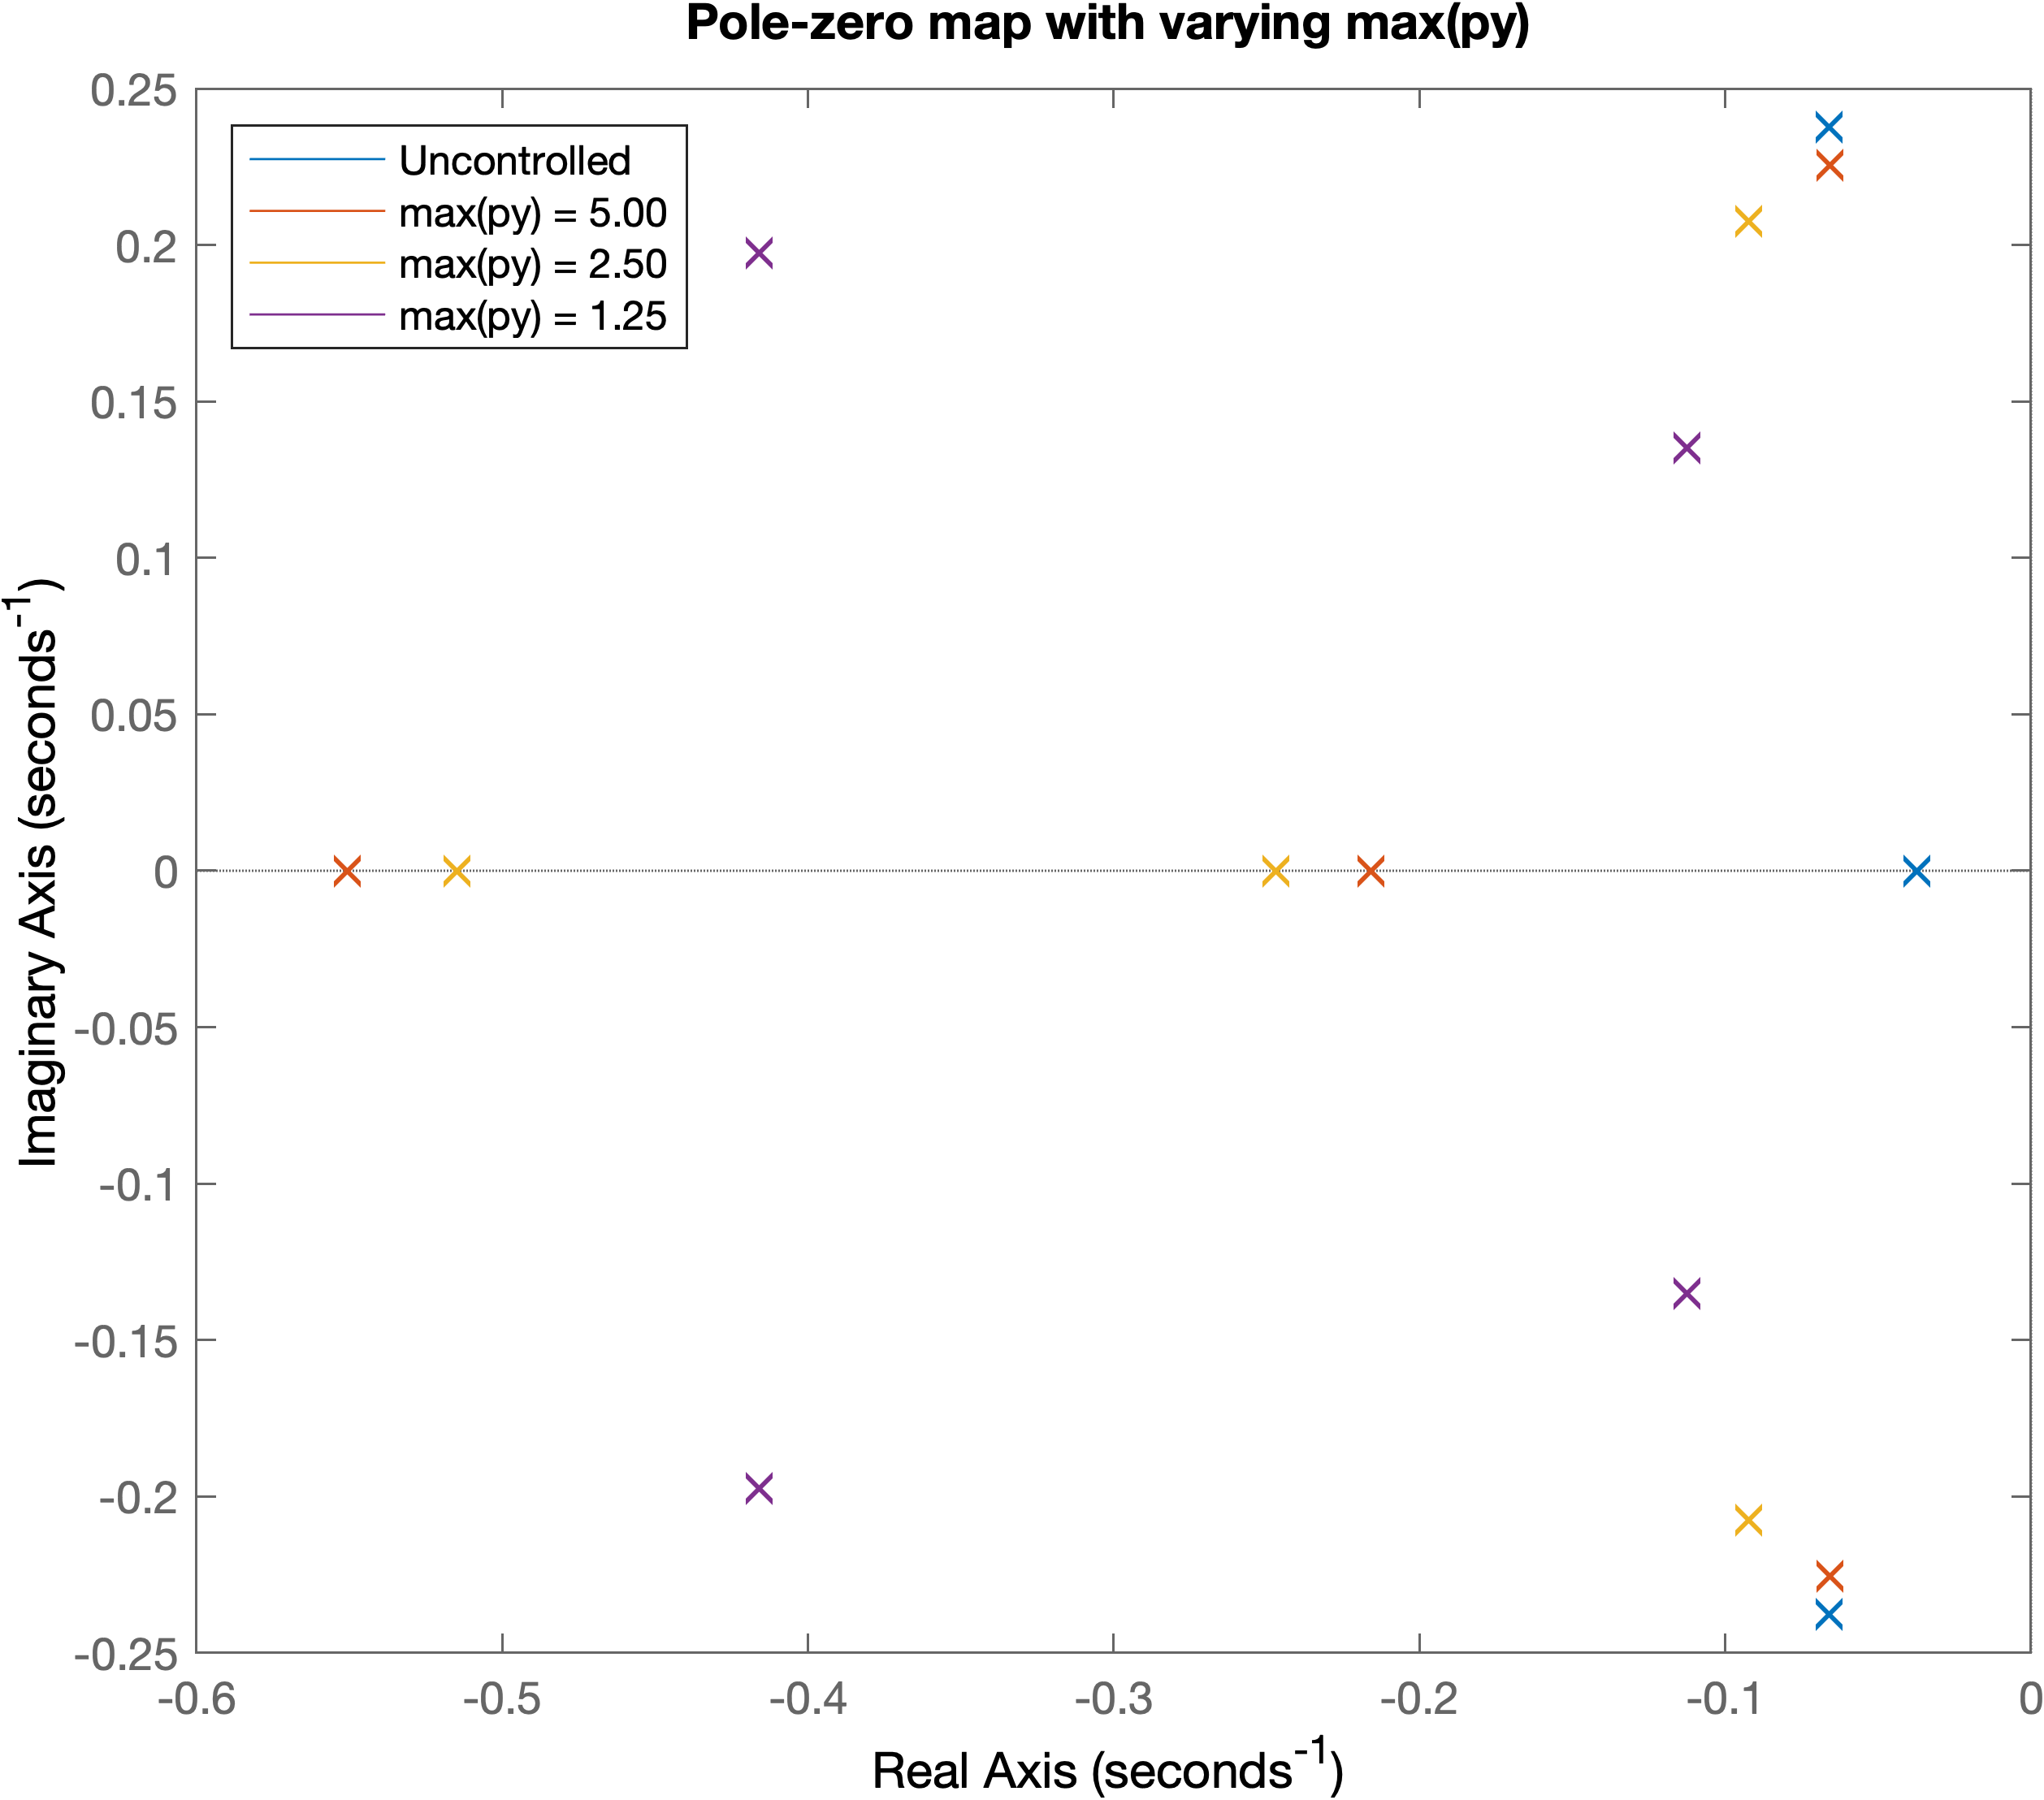 Pole-zero map with varying max(py)
0.25
0.2
0.15
0.1
0.05
0
-0.05
-0.1
-0.15
-0.2
-0.25
Imaginary Axis (seconds⁻¹)
Uncontrolled
max(py) = 5.00
max(py) = 2.50
max(py) = 1.25
-0.6 -0.5 -0.4 -0.3 -0.2 -0.1 0
Real Axis (seconds⁻¹)